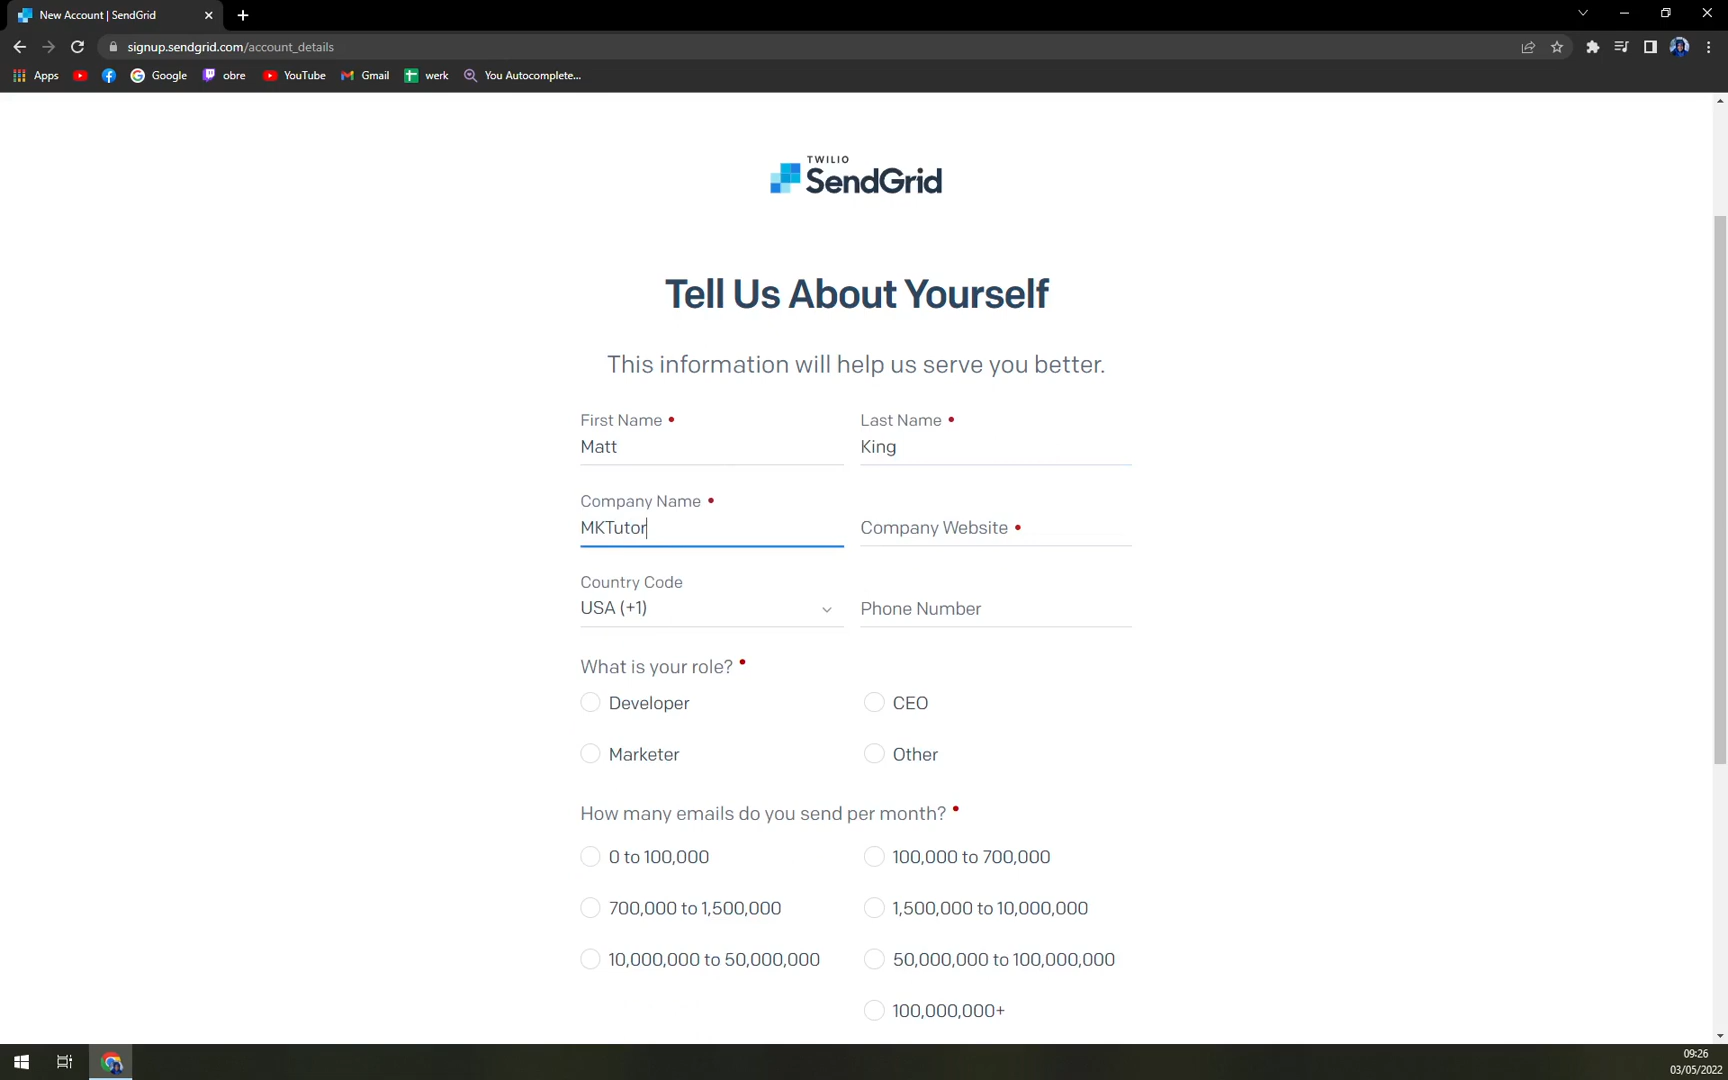 New Account | SendGrid
signup.sendgrid.com/account_details
Apps
Google
obre
YouTube
Gmail
werk
You Autocomplete...
TWILIO
SendGrid
Tell Us About Yourself
This information will help us serve you better.
First Name • Last Name •
Matt King
Company Name •
MKTutor Company Website •
Country Code
USA (+1) Phone Number
What is your role? •
Developer CEO
Marketer Other
How many emails do you send per month? •
0 to 100,000 100,000 to 700,000
700,000 to 1,500,000 1,500,000 to 10,000,000
10,000,000 to 50,000,000 50,000,000 to 100,000,000
100,000,000+
09:26
03/05/2022